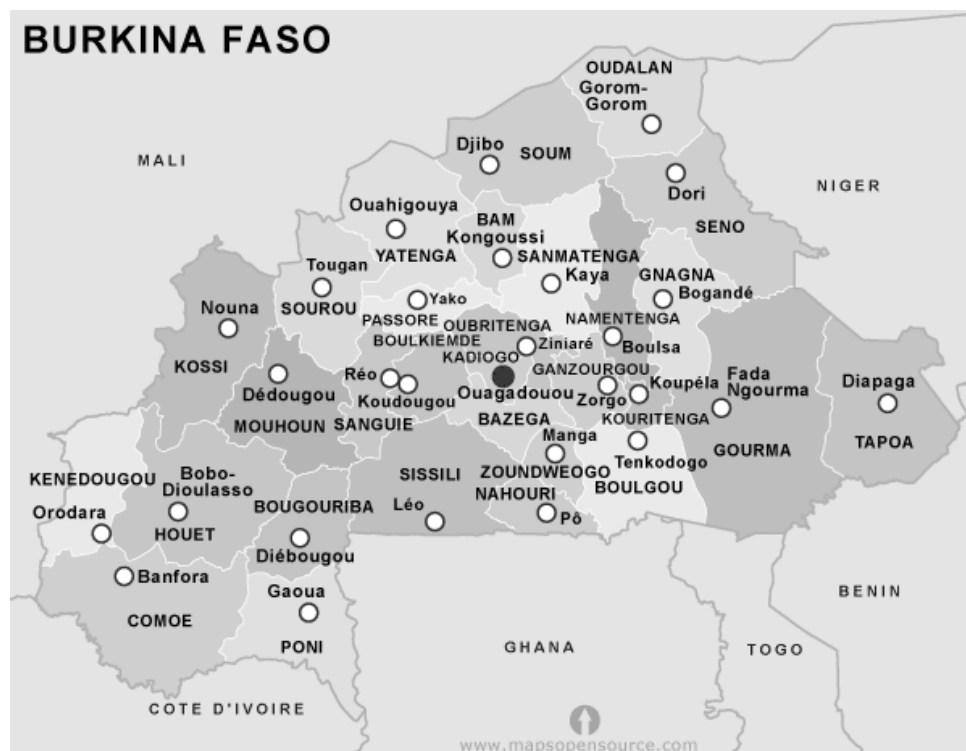 BURKINA FASO
OUDALAN
Gorom-
Gorom
Djibo
SOUM
MALI
NIGER
Dori
SENO
Ouahigouya
BAM
Kongoussi
YATENGA
SANMATENGA
Tougan
Kaya
GNAGNA
Bogandé
Nouna
SOUROU
Yako
PASSORE
OUBRITENGA
NAMENTENGA
BOULKIEMDE
Ziniaré
Boulsa
KADIOGO
KOSSI
Réo
GANZOURGOU
Fada
Ngourma
Koupéla
Diapaga
Dédougou
Koudougou
Ouagadouou
Zorgo
MOUHOUN
SANGUIE
BAZEGA
KOURITENGA
Manga
GOURMA
TAPOA
Tenkodogo
KENEDOUGOU
Bobo-
Dioulasso
SISSILI
ZOUNDWEOGO
BOULGOU
NAHOURI
BOUGOURIBA
Léo
Pô
Orodara
HOUET
Diébougou
Banfora
Gaoua
BENIN
COMOE
PONI
GHANA
TOGO
COTE D'IVOIRE
www.mapsopensource.com